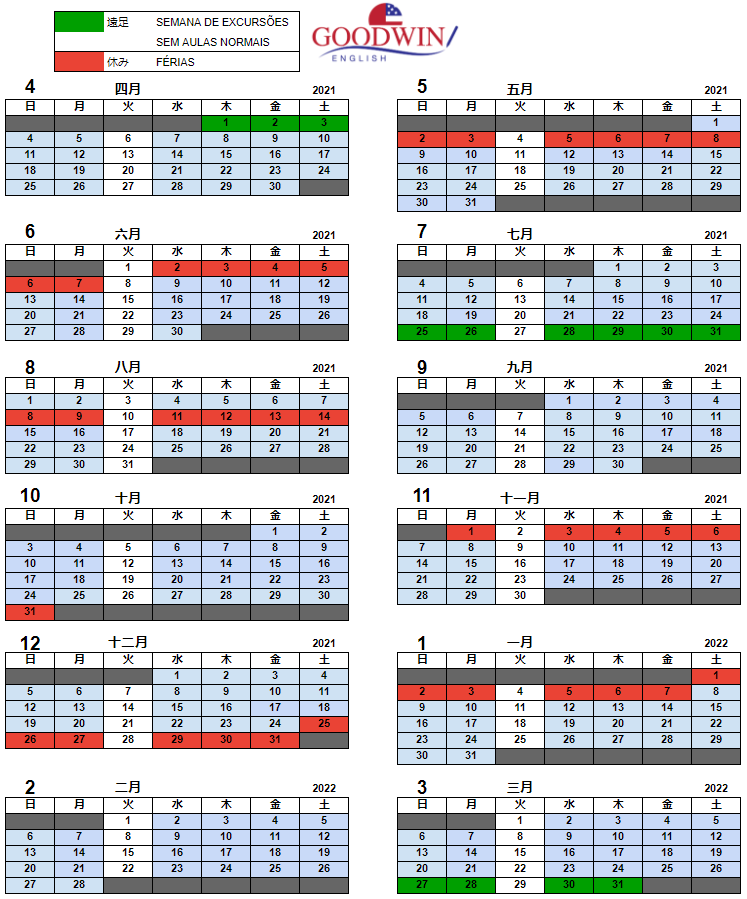 遠足 SEMANA DE EXCURSÕES
SEM AULAS NORMAIS
休み FÉRIAS
GOODWIN
ENGLISH
4 四月 2021
日 月 火 水 木 金 土
1 2 3
4 5 6 7 8 9 10
11 12 13 14 15 16 17
18 19 20 21 22 23 24
25 26 27 28 29 30
5 五月 2021
日 月 火 水 木 金 土
1
2 3 4 5 6 7 8
9 10 11 12 13 14 15
16 17 18 19 20 21 22
23 24 25 26 27 28 29
30 31
6 六月 2021
日 月 火 水 木 金 土
1 2 3 4 5
6 7 8 9 10 11 12
13 14 15 16 17 18 19
20 21 22 23 24 25 26
27 28 29 30
7 七月 2021
日 月 火 水 木 金 土
1 2 3
4 5 6 7 8 9 10
11 12 13 14 15 16 17
18 19 20 21 22 23 24
25 26 27 28 29 30 31
8 八月 2021
日 月 火 水 木 金 土
1 2 3 4 5 6 7
8 9 10 11 12 13 14
15 16 17 18 19 20 21
22 23 24 25 26 27 28
29 30 31
9 九月 2021
日 月 火 水 木 金 土
1 2 3 4
5 6 7 8 9 10 11
12 13 14 15 16 17 18
19 20 21 22 23 24 25
26 27 28 29 30
10 十月 2021
日 月 火 水 木 金 土
1 2
3 4 5 6 7 8 9
10 11 12 13 14 15 16
17 18 19 20 21 22 23
24 25 26 27 28 29 30
31
11 十一月 2021
日 月 火 水 木 金 土
1 2 3 4 5 6
7 8 9 10 11 12 13
14 15 16 17 18 19 20
21 22 23 24 25 26 27
28 29 30
12 十二月 2021
日 月 火 水 木 金 土
1 2 3 4
5 6 7 8 9 10 11
12 13 14 15 16 17 18
19 20 21 22 23 24 25
26 27 28 29 30 31
1 一月 2022
日 月 火 水 木 金 土
1
2 3 4 5 6 7 8
9 10 11 12 13 14 15
16 17 18 19 20 21 22
23 24 25 26 27 28 29
30 31
2 二月 2022
日 月 火 水 木 金 土
1 2 3 4 5
6 7 8 9 10 11 12
13 14 15 16 17 18 19
20 21 22 23 24 25 26
27 28
3 三月 2022
日 月 火 水 木 金 土
1 2 3 4 5
6 7 8 9 10 11 12
13 14 15 16 17 18 19
20 21 22 23 24 25 26
27 28 29 30 31